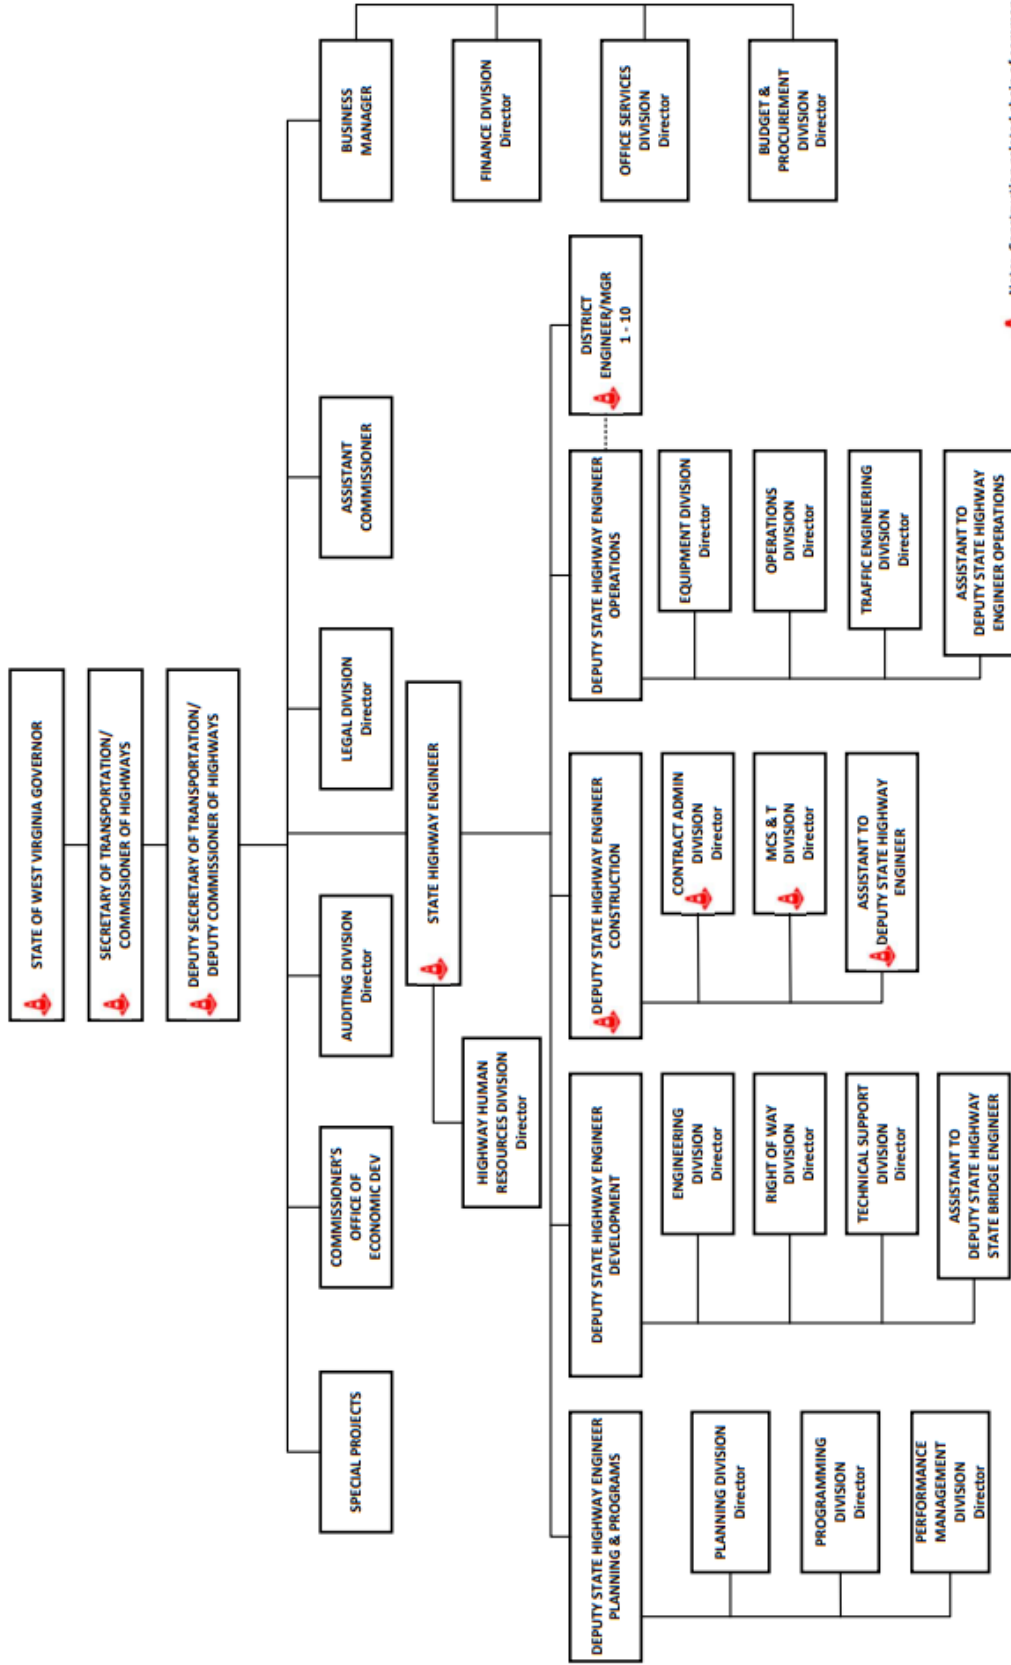 STATE OF WEST VIRGINIA GOVERNOR
SECRETARY OF TRANSPORTATION/
COMMISSIONER OF HIGHWAYS
DEPUTY SECRETARY OF TRANSPORTATION/
DEPUTY COMMISSIONER OF HIGHWAYS
SPECIAL PROJECTS
COMMISSIONER'S
OFFICE OF
ECONOMIC DEV
AUDITING DIVISION
Director
LEGAL DIVISION
Director
ASSISTANT
COMMISSIONER
BUSINESS
MANAGER
FINANCE DIVISION
Director
OFFICE SERVICES
DIVISION
Director
BUDGET &
PROCUREMENT
DIVISION
Director
STATE HIGHWAY ENGINEER
HIGHWAY HUMAN
RESOURCES DIVISION
Director
DEPUTY STATE HIGHWAY ENGINEER
PLANNING & PROGRAMS
PLANNING DIVISION
Director
PROGRAMMING
DIVISION
Director
PERFORMANCE
MANAGEMENT
DIVISION
Director
DEPUTY STATE HIGHWAY ENGINEER
DEVELOPMENT
ENGINEERING
DIVISION
Director
RIGHT OF WAY
DIVISION
Director
TECHNICAL SUPPORT
DIVISION
Director
ASSISTANT TO
DEPUTY STATE HIGHWAY
STATE BRIDGE ENGINEER
DEPUTY STATE HIGHWAY ENGINEER
CONSTRUCTION
CONTRACT ADMIN
DIVISION
Director
MCS & T
DIVISION
Director
ASSISTANT TO
DEPUTY STATE HIGHWAY
ENGINEER
DEPUTY STATE HIGHWAY ENGINEER
OPERATIONS
EQUIPMENT DIVISION
Director
OPERATIONS
DIVISION
Director
TRAFFIC ENGINEERING
DIVISION
Director
ASSISTANT TO
DEPUTY STATE HIGHWAY
ENGINEER OPERATIONS
DISTRICT
ENGINEER/MGR
1 - 10